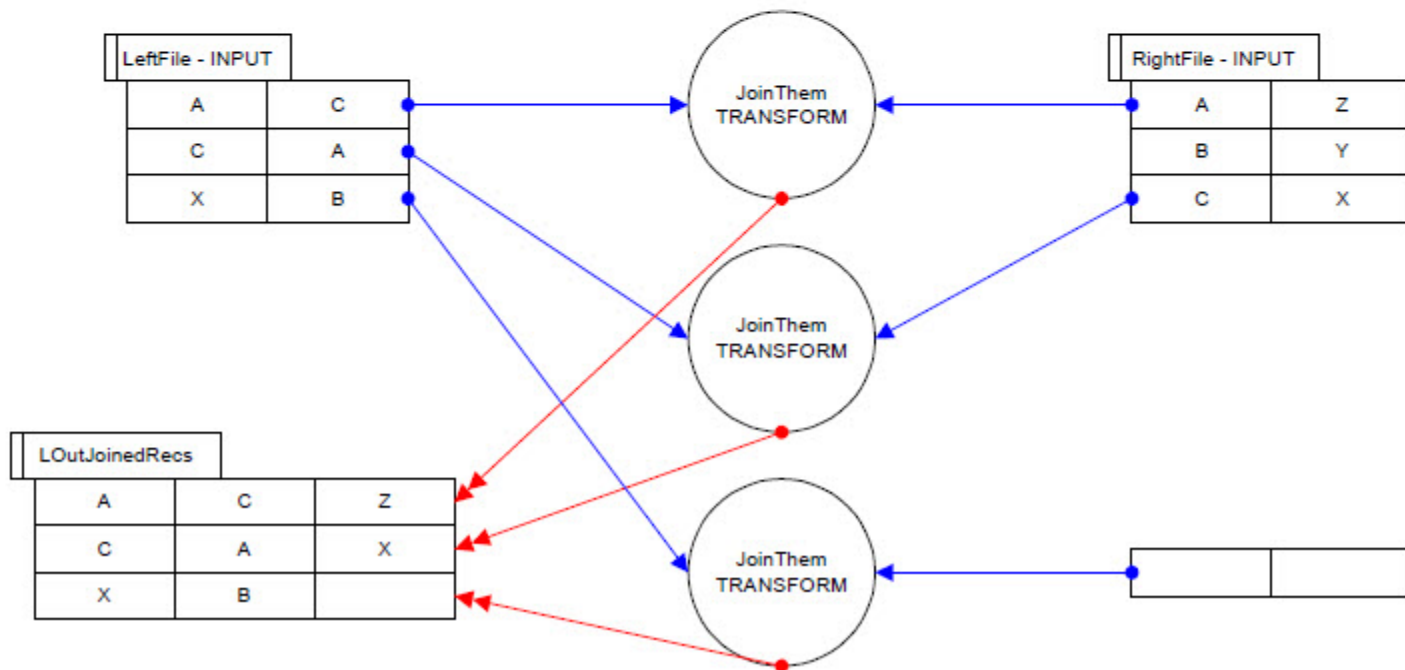 LeftFile - INPUT
A C
C A
X B
JoinThem
TRANSFORM
RightFile - INPUT
A Z
B Y
C X
JoinThem
TRANSFORM
LOutJoinedRecs
A C Z
C A X
X B
JoinThem
TRANSFORM